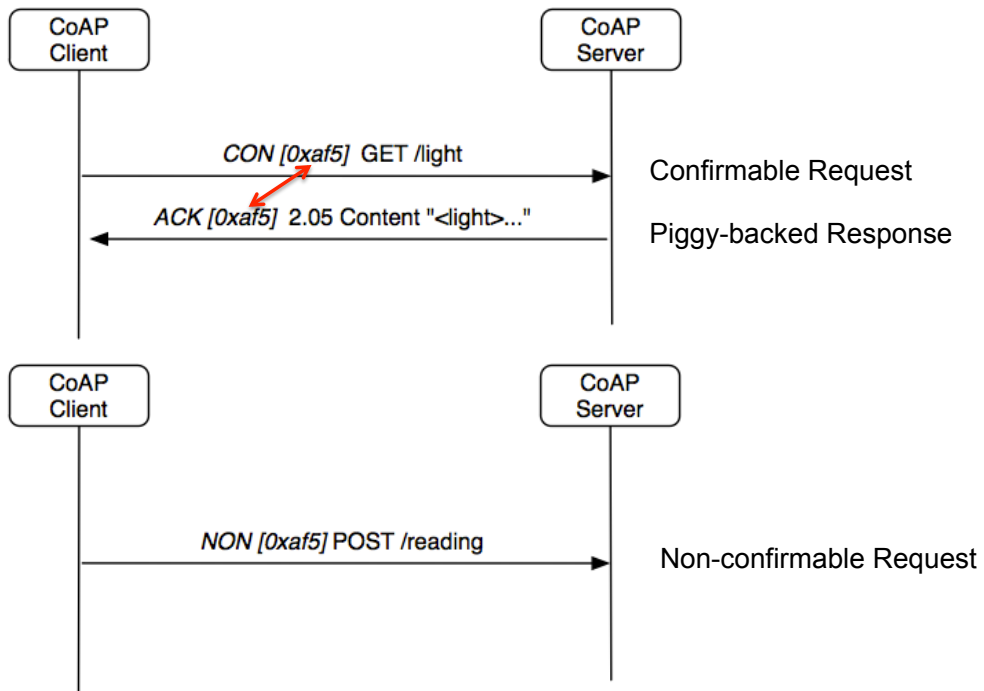 CoAP
Client
CoAP
Server
CON [0xaf5] GET /light
Confirmable Request
ACK [0xaf5] 2.05 Content "<light>..."
Piggy-backed Response
CoAP
Client
CoAP
Server
NON [0xaf5] POST /reading
Non-confirmable Request